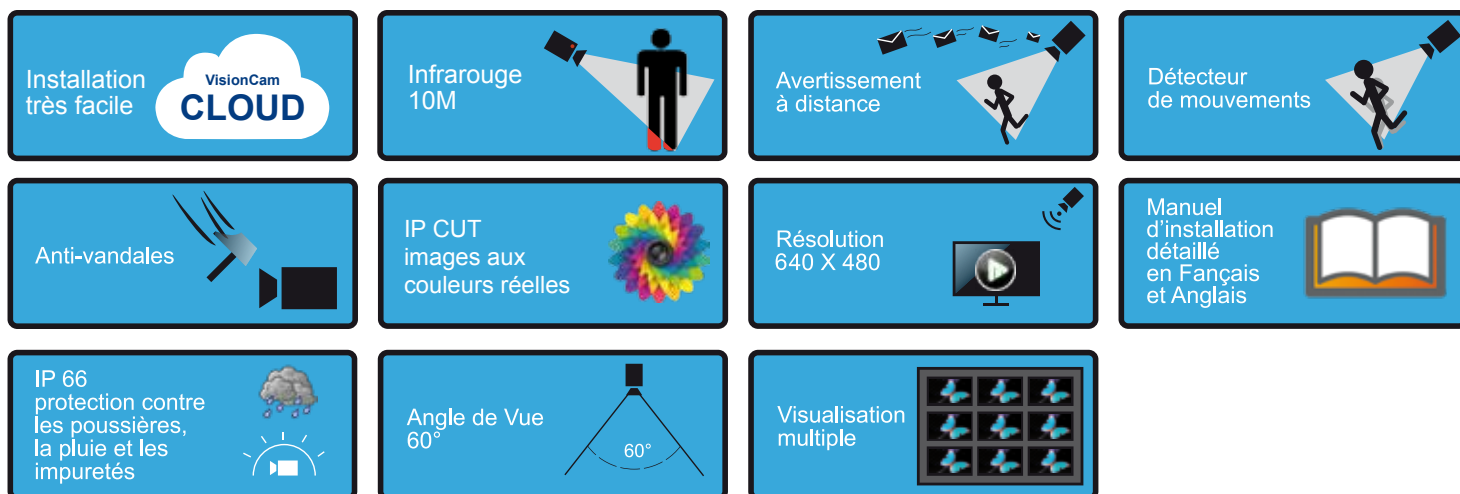 Installation
très facile
VisionCam
CLOUD
Infrarouge
10M
Avertissement
à distance
Détecteur
de mouvements
Anti-vandales
IP CUT
images aux
couleurs réelles
Résolution
640 X 480
Manuel
d'installation
détaillé
en Fançais
et Anglais
IP 66
protection contre
les poussières,
la pluie et les
impuretés
Angle de Vue
60°
60°
Visualisation
multiple